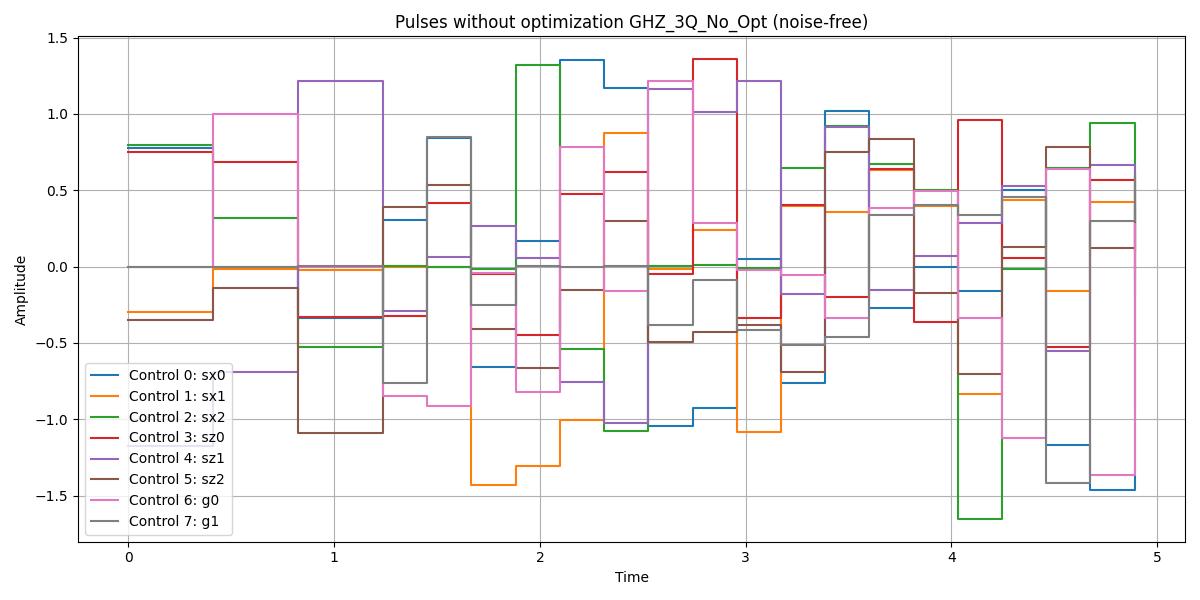 Pulses without optimization GHZ_3Q_No_Opt (noise-free)
1.5
1.0
0.5
0.0
−0.5
−1.0
−1.5
Amplitude
Control 0: sx0
Control 1: sx1
Control 2: sx2
Control 3: sz0
Control 4: sz1
Control 5: sz2
Control 6: g0
Control 7: g1
0 1 2 3 4 5
Time